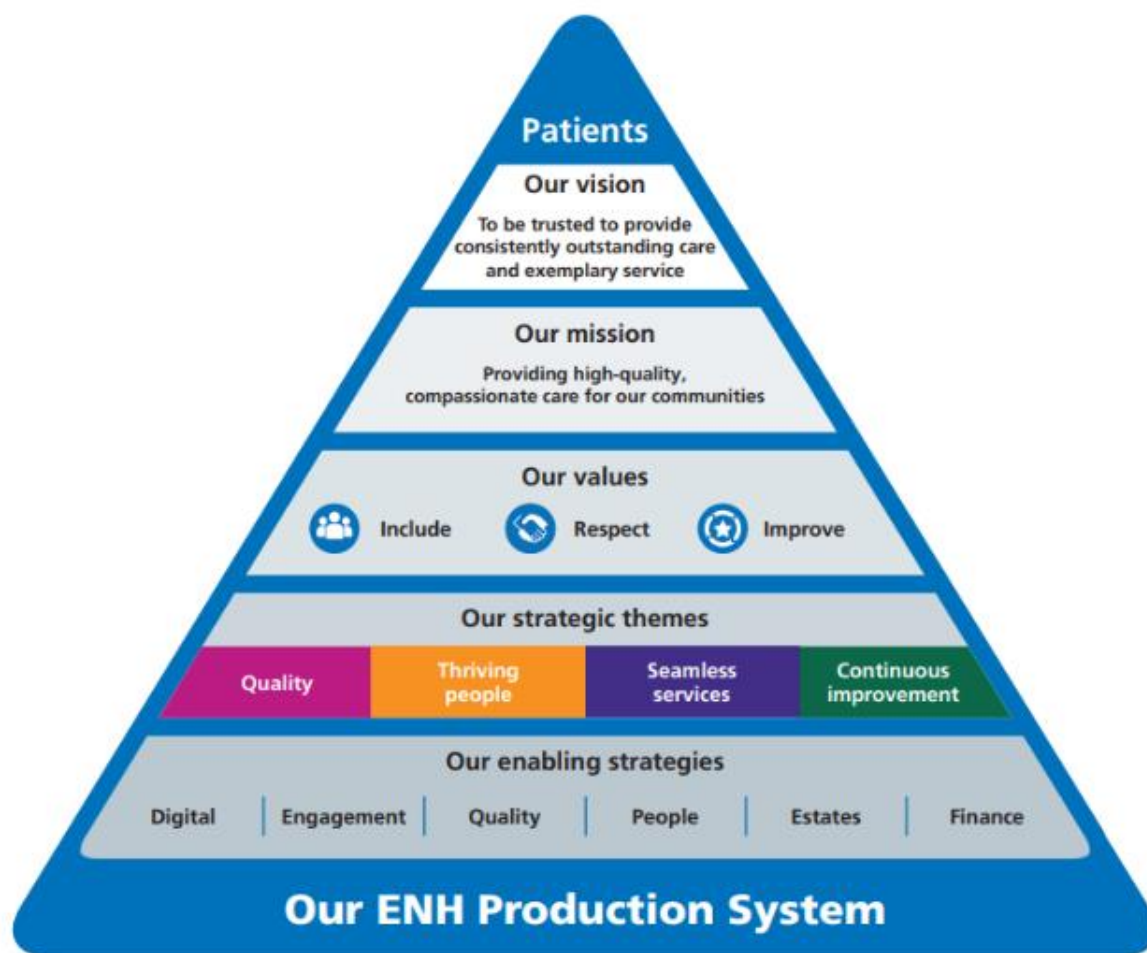 Patients
Our vision
To be trusted to provide
consistently outstanding care
and exemplary service
Our mission
Providing high-quality,
compassionate care for our communities
Our values
Include Respect Improve
Our strategic themes
Quality
Thriving
people
Seamless
services
Continuous
improvement
Our enabling strategies
Digital Engagement Quality People Estates Finance
Our ENH Production System